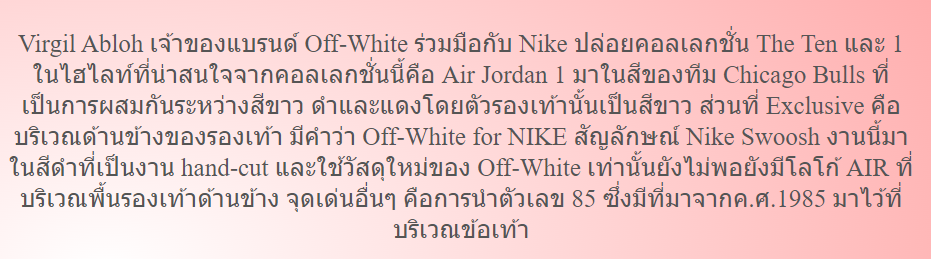 Virgil Abloh เจ้าของแบรนด์ Off-White ร่วมมือกับ Nike ปล่อยคอลเลกชั่น The Ten และ 1
ในไฮไลท์ที่น่าสนใจจากคอลเลกชั่นนี้คือ Air Jordan 1 มาในสีของทีม Chicago Bulls ที่
เป็นการผสมกันระหว่างสีขาว ดำและแดงโดยตัวรองเท้านั้นเป็นสีขาว ส่วนที่ Exclusive คือ
บริเวณด้านข้างของรองเท้า มีคำว่า Off-White for NIKE สัญลักษณ์ Nike Swoosh งานนี้มา
ในสีดำที่เป็นงาน hand-cut และใช้วัสดุใหม่ของ Off-White เท่านั้นยังไม่พอยังมีโลโก้ AIR ที่
บริเวณพื้นรองเท้าด้านข้าง จุดเด่นอื่นๆ คือการนำตัวเลข 85 ซึ่งมีที่มาจากค.ศ.1985 มาไว้ที่
บริเวณข้อเท้า